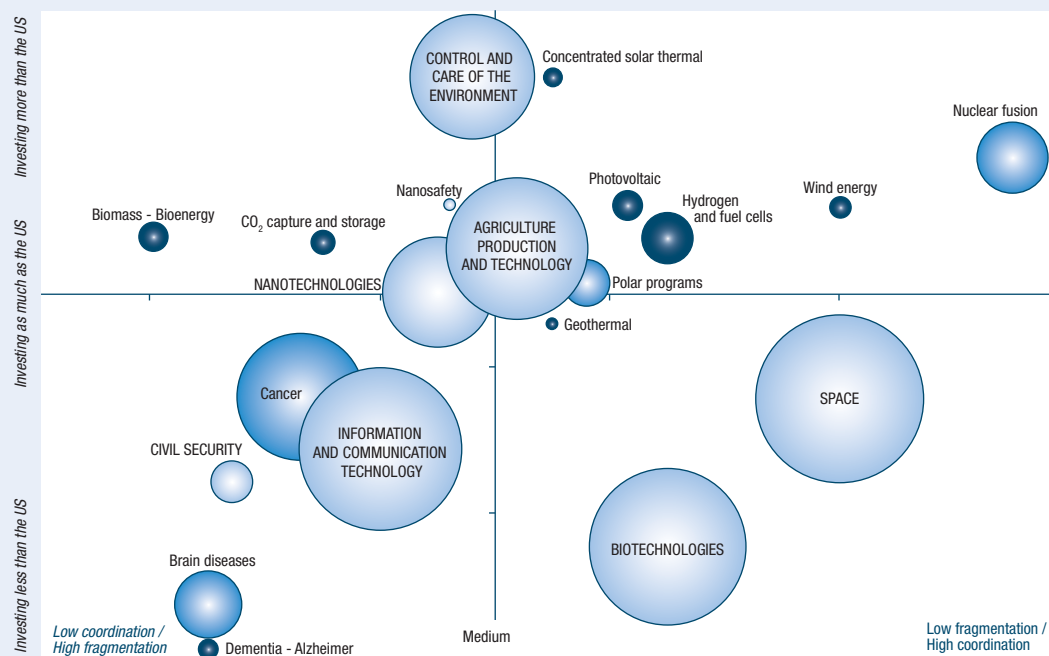 Investing more than the US
Investing as much as the US
Investing less than the US
CONTROL AND
CARE OF THE
ENVIRONMENT
Concentrated solar thermal
Nuclear fusion
Nanosafety
Photovoltaic
Wind energy
Hydrogen
and fuel cells
Biomass - Bioenergy
CO₂ capture and storage
AGRICULTURE
PRODUCTION
AND TECHNOLOGY
NANOTECHNOLOGIES
Polar programs
Geothermal
Cancer
SPACE
INFORMATION
AND COMMUNICATION
TECHNOLOGY
CIVIL SECURITY
BIOTECHNOLOGIES
Brain diseases
Dementia - Alzheimer
Low coordination /
High fragmentation
Medium
Low fragmentation /
High coordination